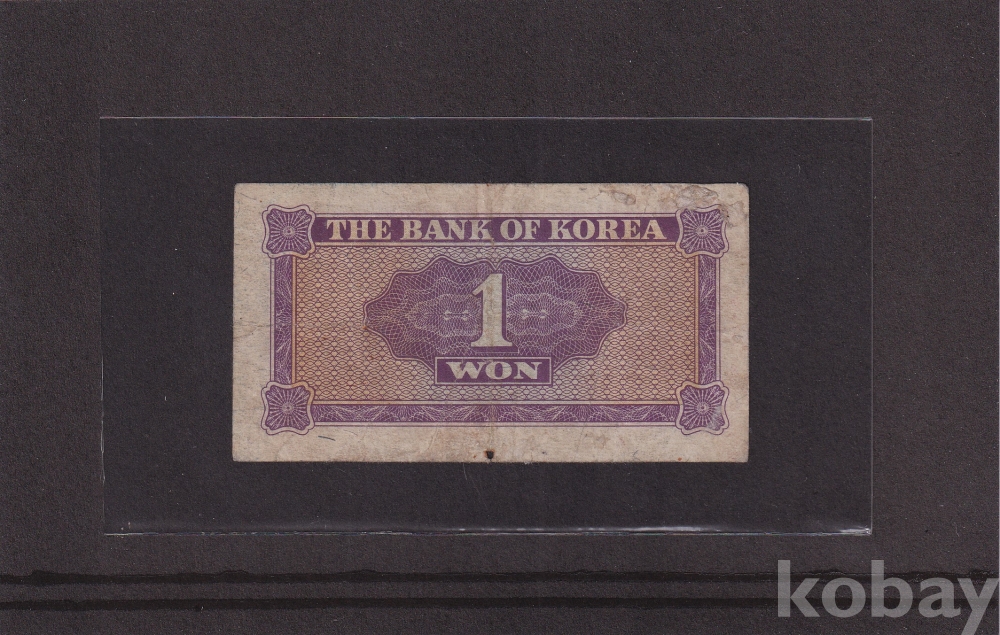 THE BANK OF KOREA
1
WON
kobay